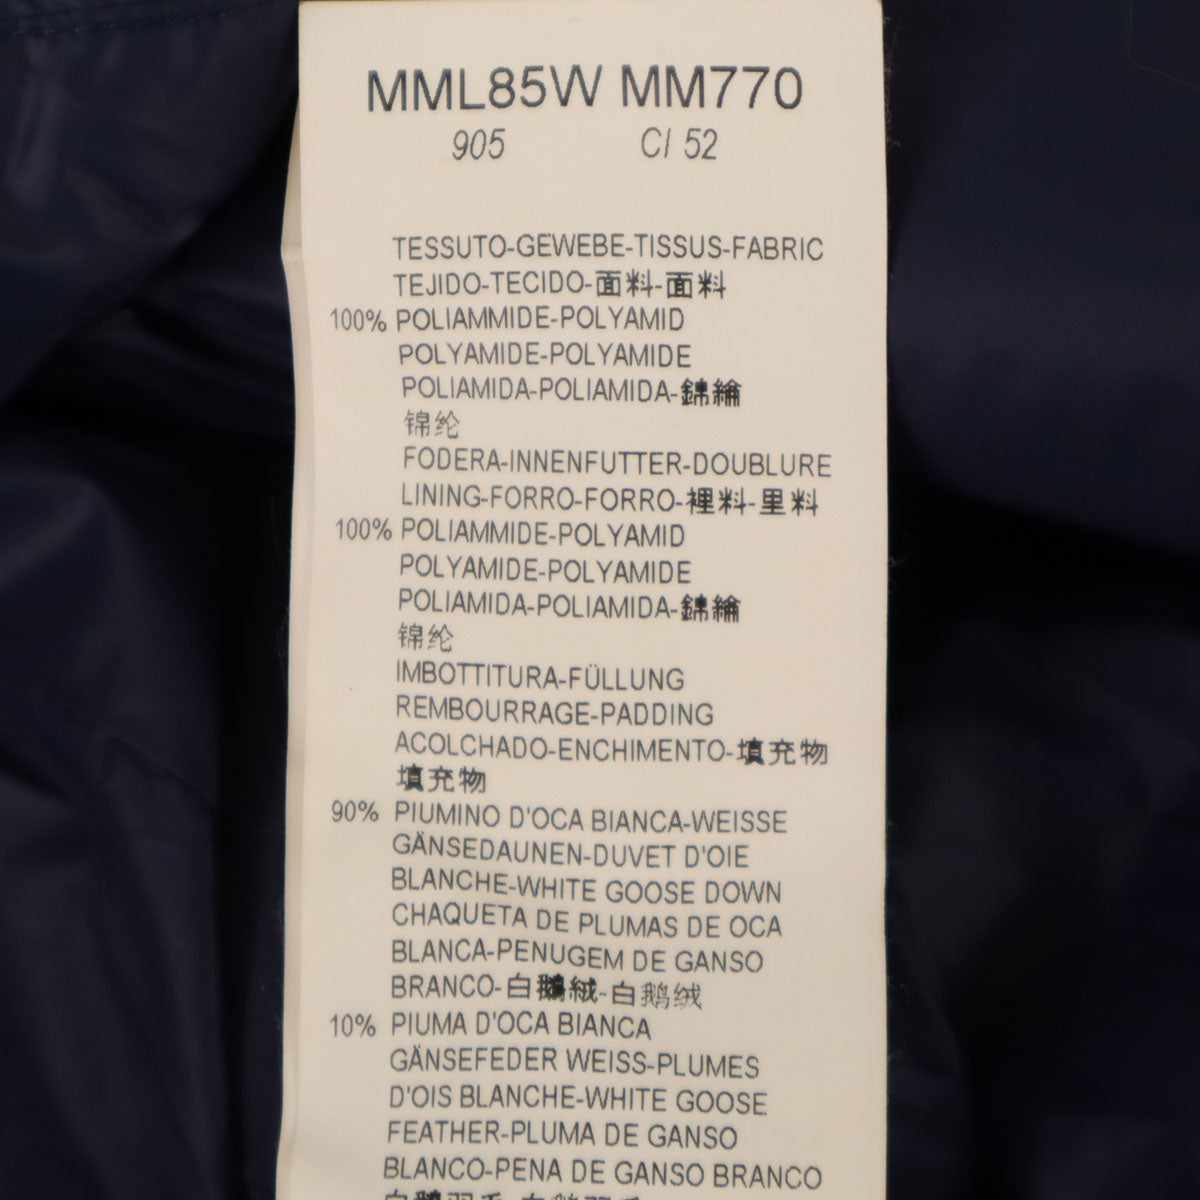 MML85W MM770
905 C/ 52
TESSUTO-GEWEBE-TISSUS-FABRIC
TEJIDO-TECIDO-面料-面料
100% POLIAMMIDE-POLYAMID
POLYAMIDE-POLYAMIDE
POLIAMIDA-POLIAMIDA-錦綸
锦纶
FODERA-INNENFUTTER-DOUBLURE
LINING-FORRO-FORRO-裡料-里料
100% POLIAMMIDE-POLYAMID
POLYAMIDE-POLYAMIDE
POLIAMIDA-POLIAMIDA-錦綸
锦纶
IMBOTTITURA-FÜLLUNG
REMBOURRAGE-PADDING
ACOLCHADO-ENCHIMENTO-填充物
填充物
90% PIUMINO D'OCA BIANCA-WEISSE
GÄNSEDAUNEN-DUVET D'OIE
BLANCHE-WHITE GOOSE DOWN
CHAQUETA DE PLUMAS DE OCA
BLANCA-PENUGEM DE GANSO
BRANCO-白鵝絨-白鹅绒
10% PIUMA D'OCA BIANCA
GÄNSEFEDER WEISS-PLUMES
D'OIS BLANCHE-WHITE GOOSE
FEATHER-PLUMA DE GANSO
BLANCO-PENA DE GANSO BRANCO